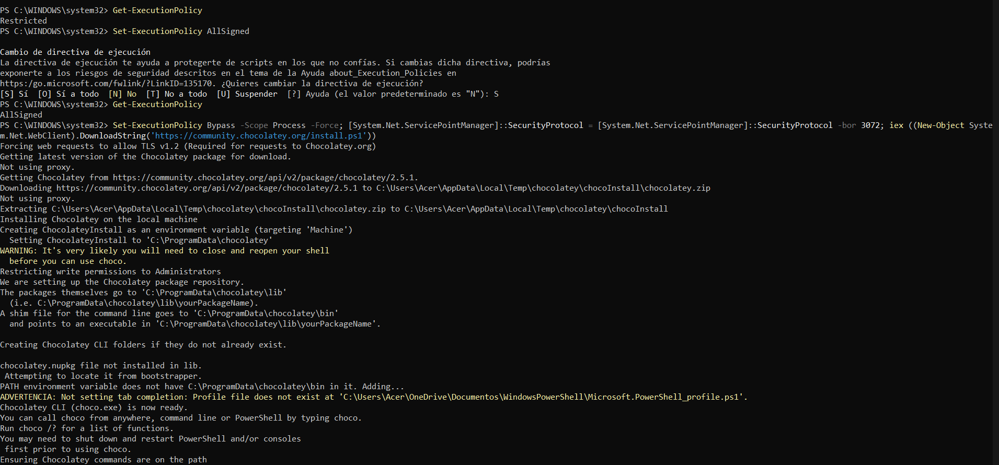 PS C:\WINDOWS\system32> Get-ExecutionPolicy
Restricted
PS C:\WINDOWS\system32> Set-ExecutionPolicy AllSigned
Cambio de directiva de ejecución
La directiva de ejecución te ayuda a protegerte de scripts en los que no confías. Si cambias dicha directiva, podrías
exponerte a los riesgos de seguridad descritos en el tema de la Ayuda about_Execution_Policies en
https:/go.microsoft.com/fwlink/?LinkID=135170. ¿Quieres cambiar la directiva de ejecución?
[S] Sí  [O] Sí a todo  [N] No  [T] No a todo  [U] Suspender  [?] Ayuda (el valor predeterminado es "N"): S
PS C:\WINDOWS\system32> Get-ExecutionPolicy
AllSigned
PS C:\WINDOWS\system32> Set-ExecutionPolicy Bypass -Scope Process -Force; [System.Net.ServicePointManager]::SecurityProtocol = [System.Net.ServicePointManager]::SecurityProtocol -bor 3072; iex ((New-Object Syste
m.Net.WebClient).DownloadString('https://community.chocolatey.org/install.ps1'))
Forcing web requests to allow TLS v1.2 (Required for requests to Chocolatey.org)
Getting latest version of the Chocolatey package for download.
Not using proxy.
Getting Chocolatey from https://community.chocolatey.org/api/v2/package/chocolatey/2.5.1.
Downloading https://community.chocolatey.org/api/v2/package/chocolatey/2.5.1 to C:\Users\Acer\AppData\Local\Temp\chocolatey\chocoInstall\chocolatey.zip
Not using proxy.
Extracting C:\Users\Acer\AppData\Local\Temp\chocolatey\chocoInstall\chocolatey.zip to C:\Users\Acer\AppData\Local\Temp\chocolatey\chocoInstall
Installing Chocolatey on the local machine
Creating ChocolateyInstall as an environment variable (targeting 'Machine')
  Setting ChocolateyInstall to 'C:\ProgramData\chocolatey'
WARNING: It's very likely you will need to close and reopen your shell
  before you can use choco.
Restricting write permissions to Administrators
We are setting up the Chocolatey package repository.
The packages themselves go to 'C:\ProgramData\chocolatey\lib'
  (i.e. C:\ProgramData\chocolatey\lib\yourPackageName).
A shim file for the command line goes to 'C:\ProgramData\chocolatey\bin'
  and points to an executable in 'C:\ProgramData\chocolatey\lib\yourPackageName'.
Creating Chocolatey CLI folders if they do not already exist.
chocolatey.nupkg file not installed in lib.
 Attempting to locate it from bootstrapper.
PATH environment variable does not have C:\ProgramData\chocolatey\bin in it. Adding...
ADVERTENCIA: Not setting tab completion: Profile file does not exist at 'C:\Users\Acer\OneDrive\Documentos\WindowsPowerShell\Microsoft.PowerShell_profile.ps1'.
Chocolatey CLI (choco.exe) is now ready.
You can call choco from anywhere, command line or PowerShell by typing choco.
Run choco /? for a list of functions.
You may need to shut down and restart PowerShell and/or consoles
 first prior to using choco.
Ensuring Chocolatey commands are on the path